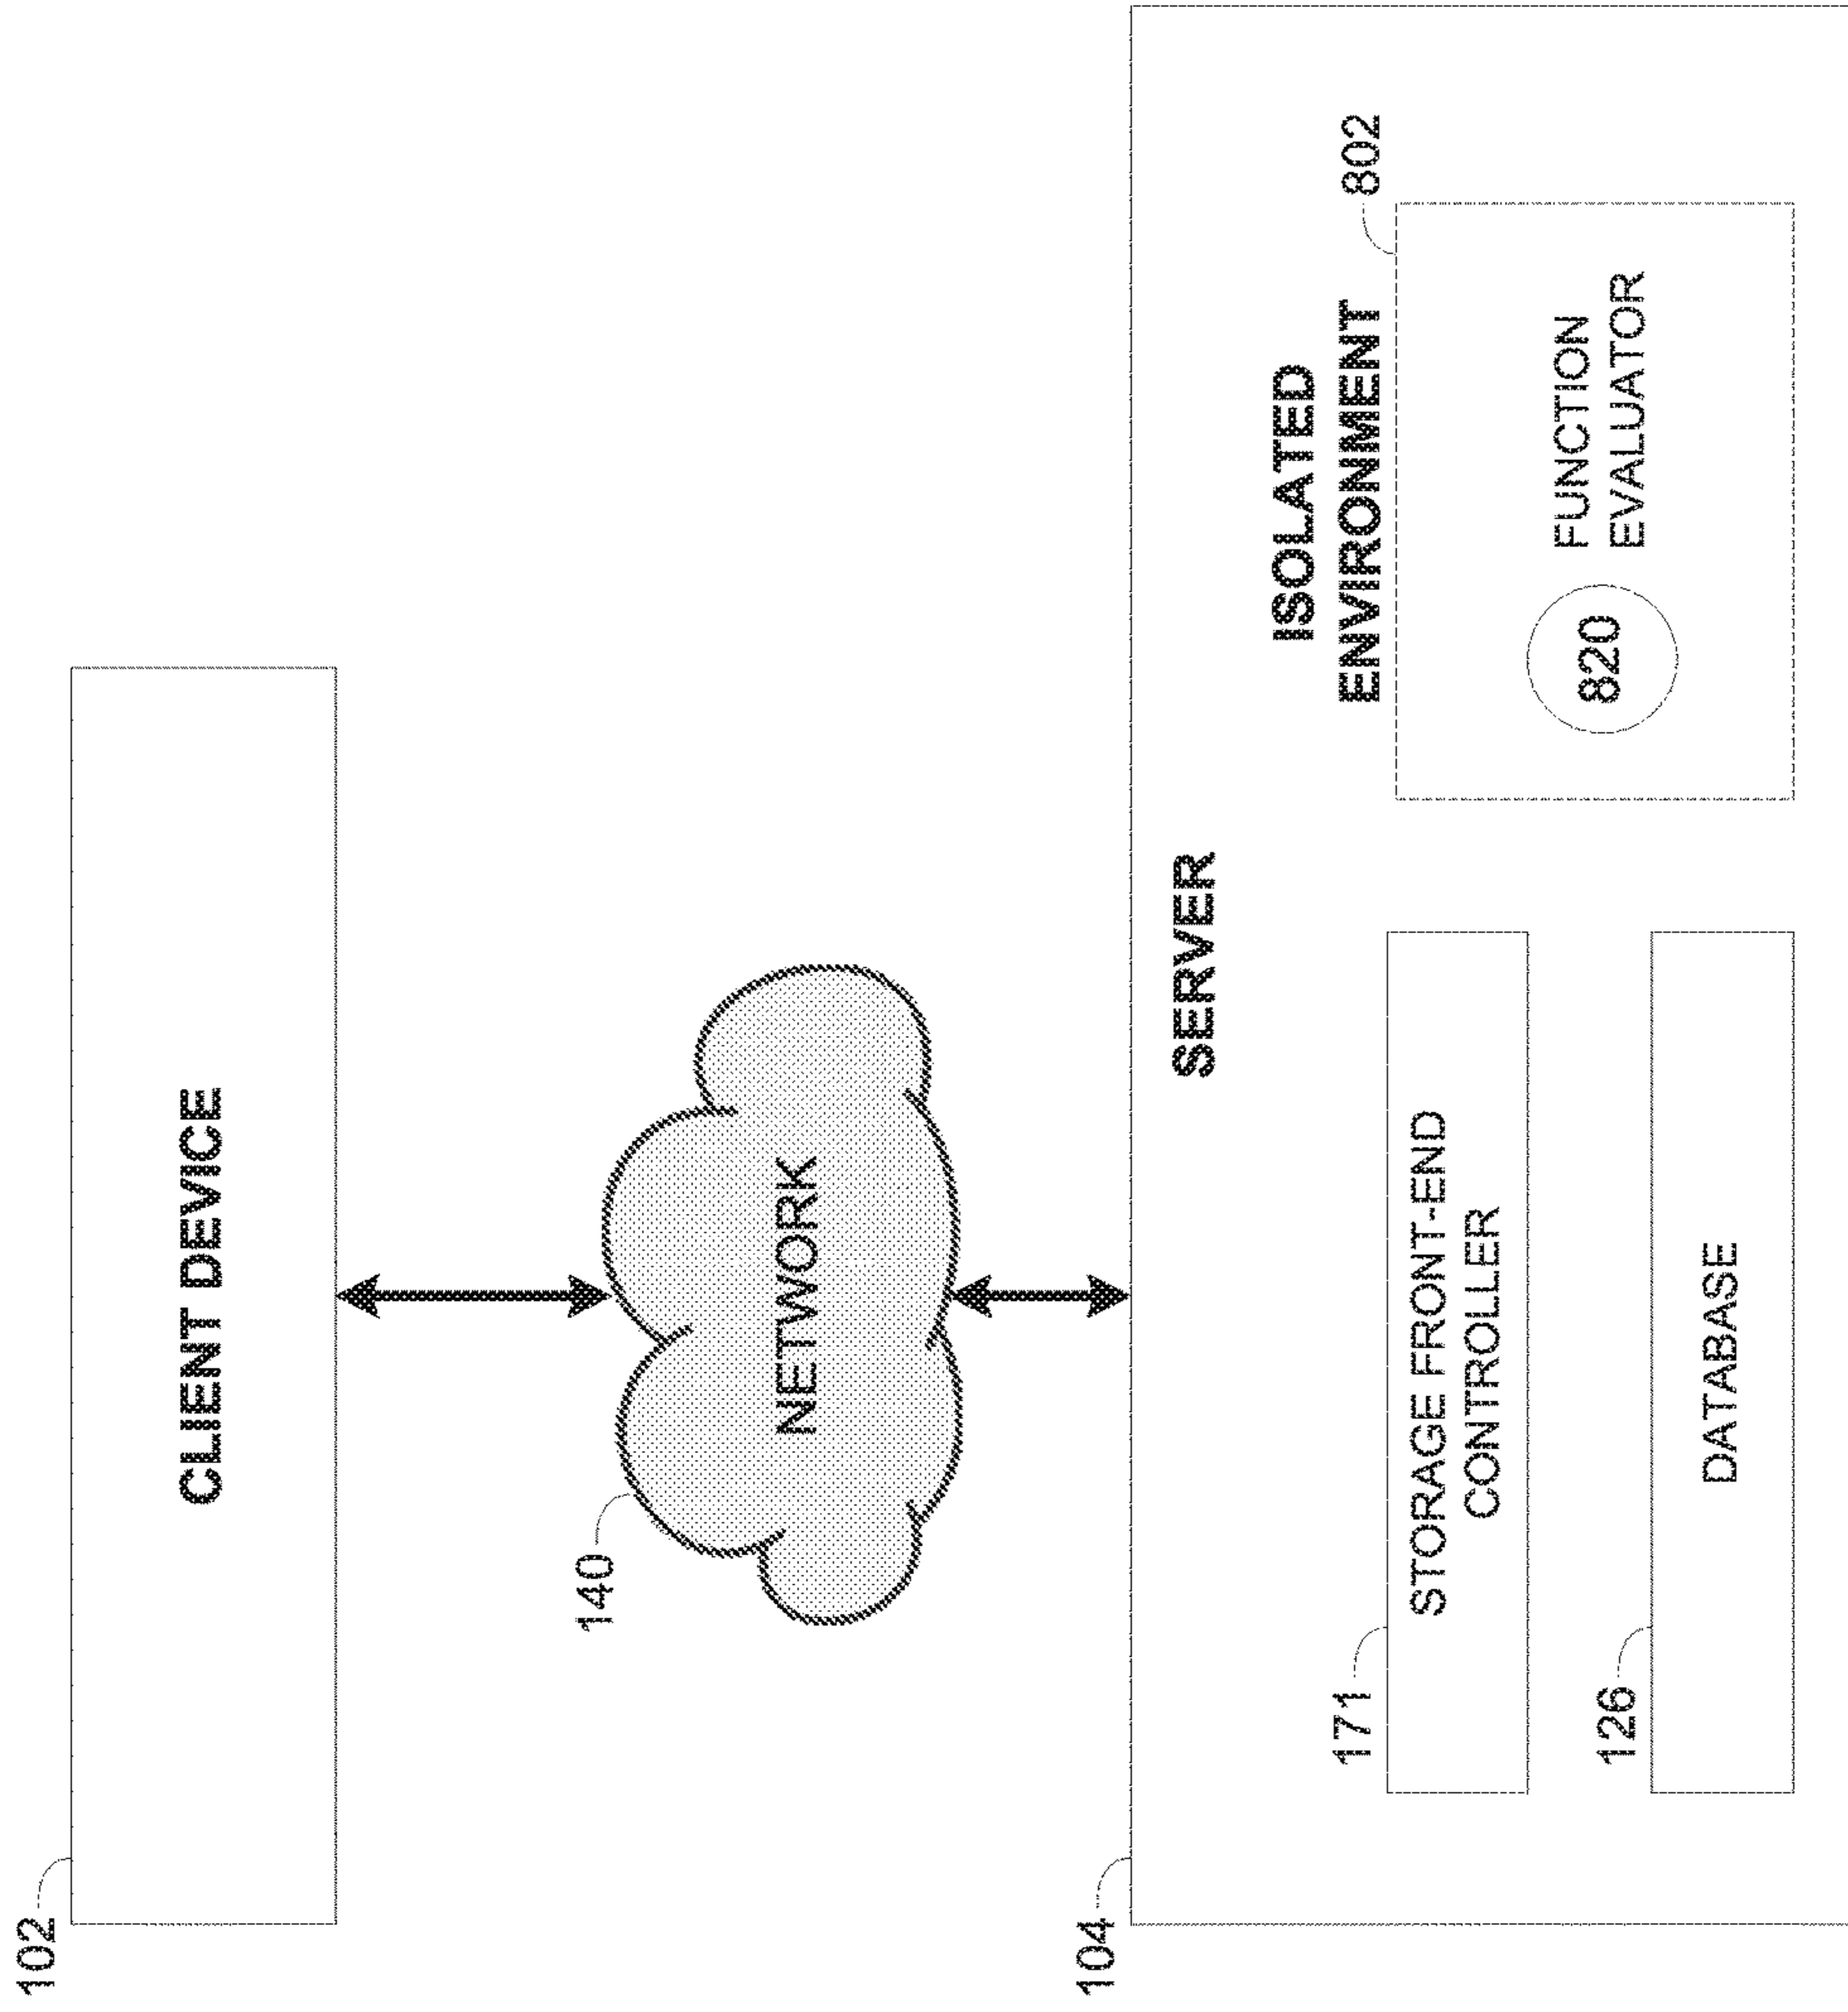 102
CLIENT DEVICE
140
NETWORK
104
SERVER
171
STORAGE FRONT-END
CONTROLLER
126
DATABASE
ISOLATED
ENVIRONMENT
802
820
FUNCTION
EVALUATOR